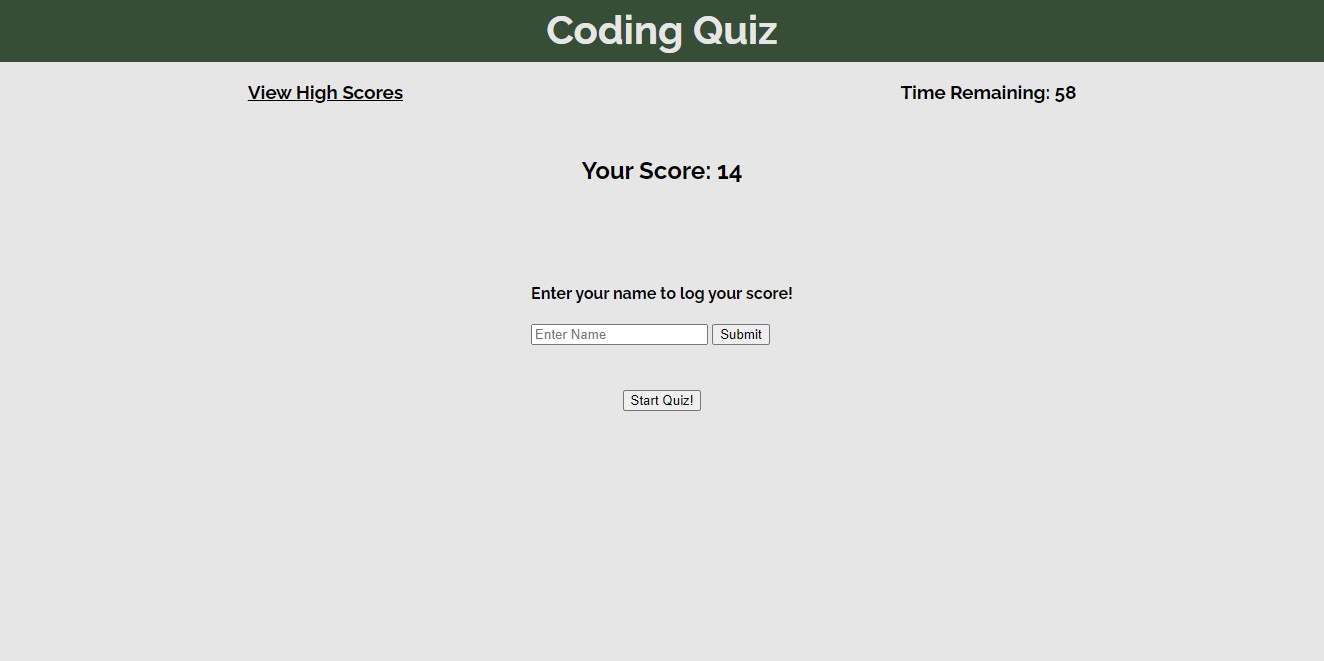 Coding Quiz
View High Scores
Time Remaining: 58
Your Score: 14
Enter your name to log your score!
Enter Name
Submit
Start Quiz!